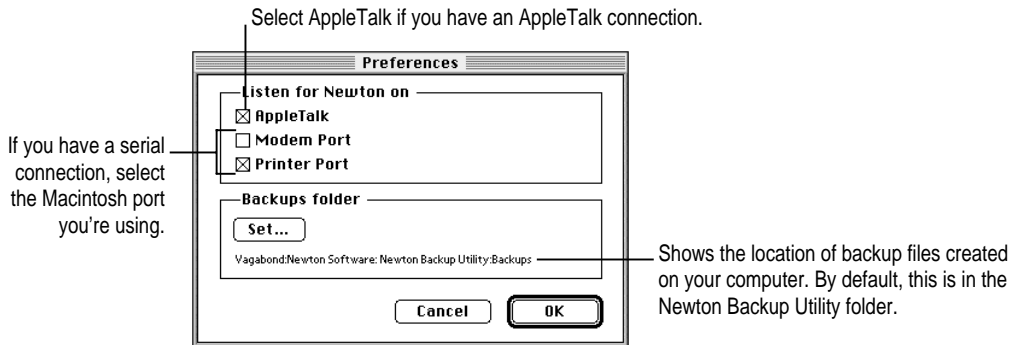 Select AppleTalk if you have an AppleTalk connection.
Preferences
Listen for Newton on
AppleTalk
Modem Port
Printer Port
If you have a serial
connection, select
the Macintosh port
you're using.
Backups folder
Set...
Vagabond:Newton Software: Newton Backup Utility:Backups
Shows the location of backup files created
on your computer. By default, this is in the
Newton Backup Utility folder.
Cancel
OK